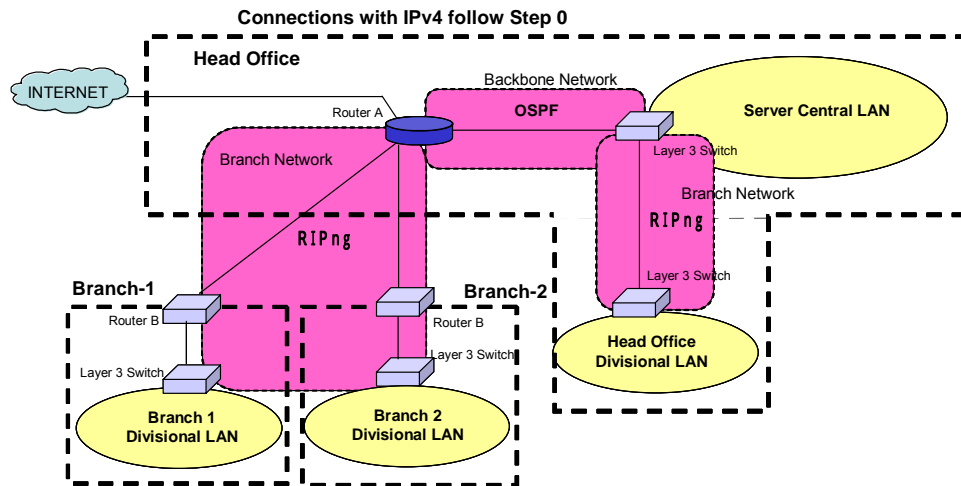 Connections with IPv4 follow Step 0
Head Office
Backbone Network
INTERNET
Router A
OSPF
Server Central LAN
Layer 3 Switch
Branch Network
Branch Network
RIPng
RIPng
Layer 3 Switch
Branch-1
Branch-2
Router B
Router B
Head Office
Divisional LAN
Layer 3 Switch
Layer 3 Switch
Branch 1
Divisional LAN
Branch 2
Divisional LAN